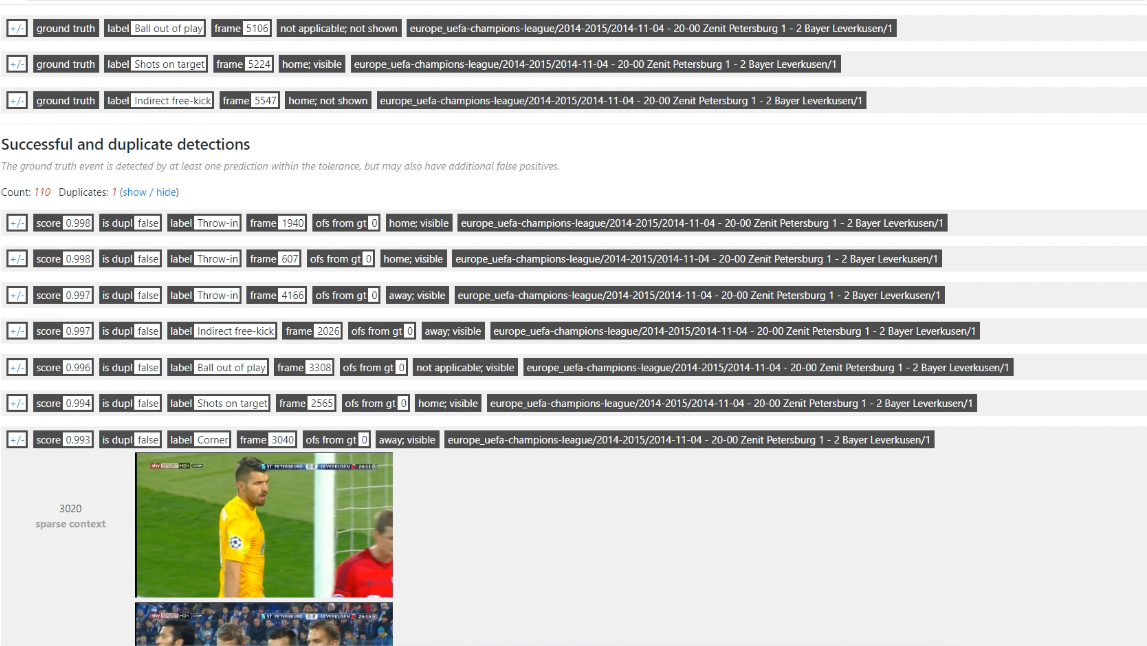 +/- ground truth label Ball out of play frame 5106 not applicable; not shown europe_uefa-champions-league/2014-2015/2014-11-04 - 20-00 Zenit Petersburg 1 - 2 Bayer Leverkusen/1
+/- ground truth label Shots on target frame 5224 home; visible europe_uefa-champions-league/2014-2015/2014-11-04 - 20-00 Zenit Petersburg 1 - 2 Bayer Leverkusen/1
+/- ground truth label Indirect free-kick frame 5547 home; not shown europe_uefa-champions-league/2014-2015/2014-11-04 - 20-00 Zenit Petersburg 1 - 2 Bayer Leverkusen/1
Successful and duplicate detections
The ground truth event is detected by at least one prediction within the tolerance, but may also have additional false positives.
Count: 110 Duplicates: 1 (show / hide)
+/- score 0.998 is dupl false label Throw-in frame 1940 ofs from gt 0 home; visible europe_uefa-champions-league/2014-2015/2014-11-04 - 20-00 Zenit Petersburg 1 - 2 Bayer Leverkusen/1
+/- score 0.998 is dupl false label Throw-in frame 607 ofs from gt 0 home; visible europe_uefa-champions-league/2014-2015/2014-11-04 - 20-00 Zenit Petersburg 1 - 2 Bayer Leverkusen/1
+/- score 0.997 is dupl false label Throw-in frame 4166 ofs from gt 0 away; visible europe_uefa-champions-league/2014-2015/2014-11-04 - 20-00 Zenit Petersburg 1 - 2 Bayer Leverkusen/1
+/- score 0.997 is dupl false label Indirect free-kick frame 2026 ofs from gt 0 away; visible europe_uefa-champions-league/2014-2015/2014-11-04 - 20-00 Zenit Petersburg 1 - 2 Bayer Leverkusen/1
+/- score 0.996 is dupl false label Ball out of play frame 3308 ofs from gt 0 not applicable; visible europe_uefa-champions-league/2014-2015/2014-11-04 - 20-00 Zenit Petersburg 1 - 2 Bayer Leverkusen/1
+/- score 0.994 is dupl false label Shots on target frame 2565 ofs from gt 0 home; visible europe_uefa-champions-league/2014-2015/2014-11-04 - 20-00 Zenit Petersburg 1 - 2 Bayer Leverkusen/1
+/- score 0.993 is dupl false label Corner frame 3040 ofs from gt 0 away; visible europe_uefa-champions-league/2014-2015/2014-11-04 - 20-00 Zenit Petersburg 1 - 2 Bayer Leverkusen/1
sky SPORT ST PETERSBURG LEVERKUSEN
3020
sparse context
sky SPORT ST PETERSBURG LEVERKUSEN